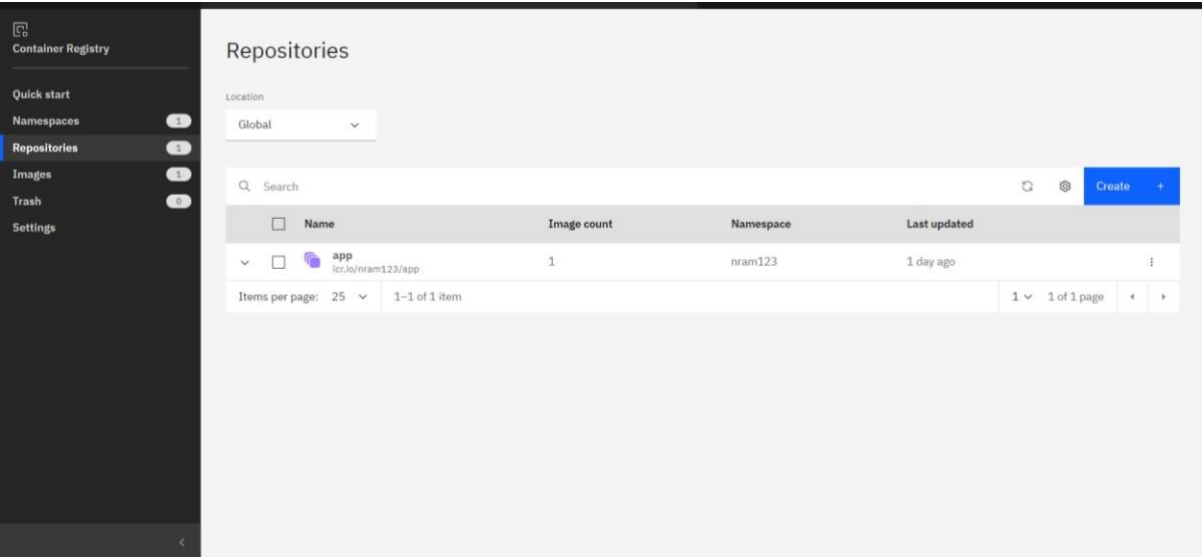 Container Registry
Quick start
Namespaces 1
Repositories 1
Images 1
Trash 0
Settings
Repositories
Location
Global
Search
Create +
Name Image count Namespace Last updated
app 1 nram123 1 day ago
icr.io/nram123/app
Items per page: 25 1–1 of 1 item 1 1 of 1 page